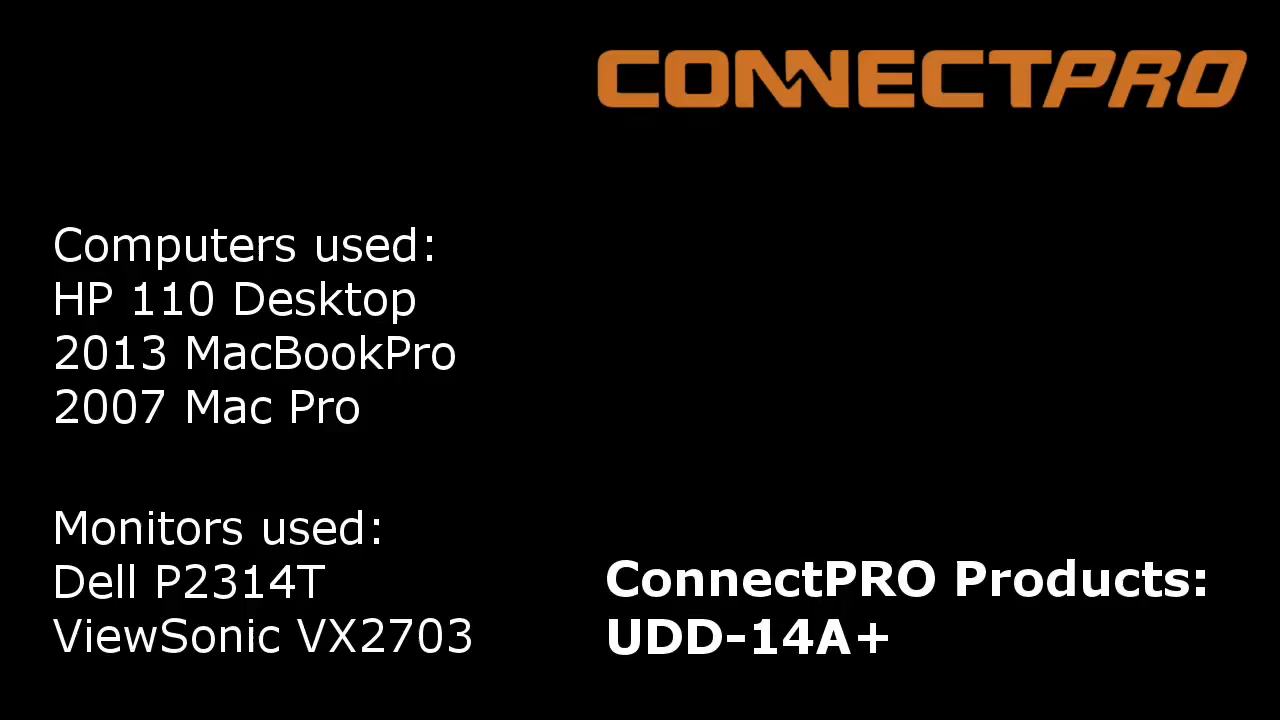 CONNECTPRO
Computers used:
HP 110 Desktop
2013 MacBookPro
2007 Mac Pro
Monitors used:
Dell P2314T
ViewSonic VX2703
ConnectPRO Products:
UDD-14A+